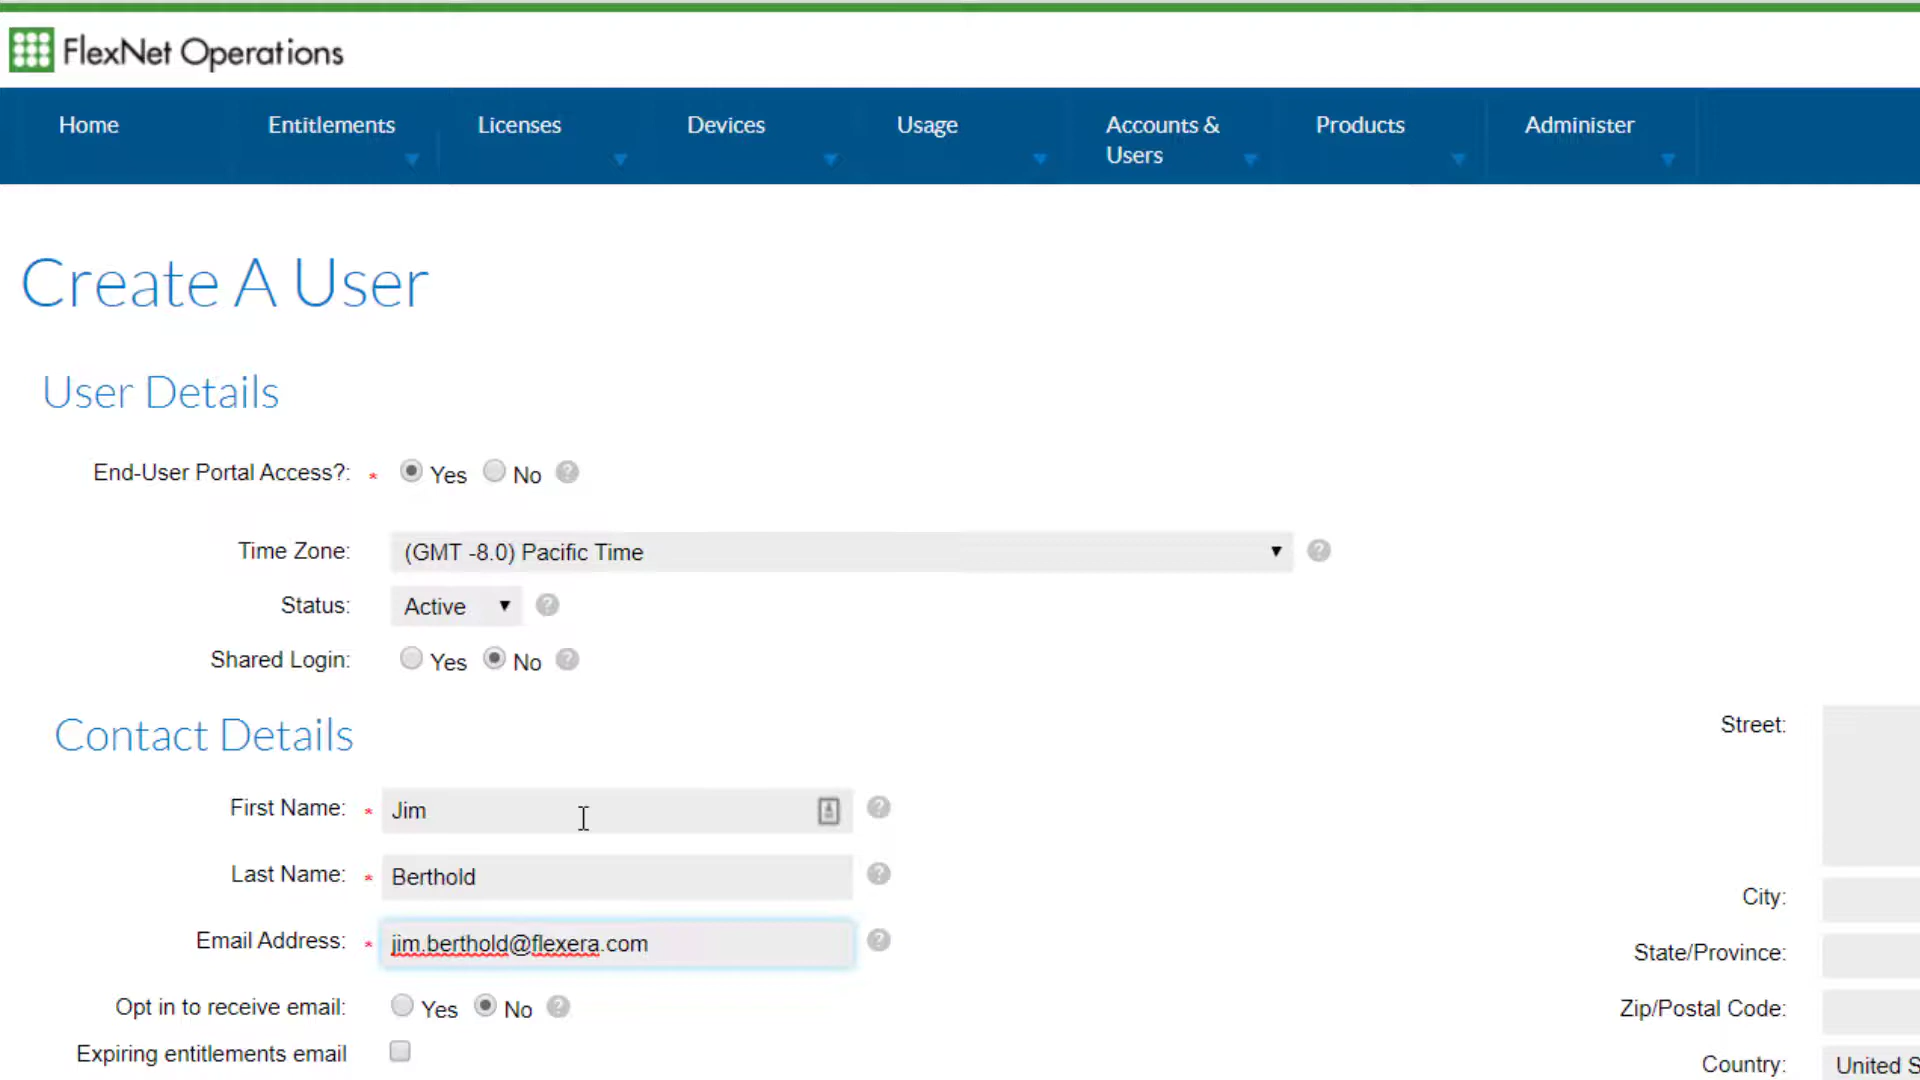 FlexNet Operations
Home
Entitlements
Licenses
Devices
Usage
Accounts &
Users
Products
Administer
Create A User
User Details
End-User Portal Access?: * Yes No ?
Time Zone: (GMT -8.0) Pacific Time ?
Status: Active ?
Shared Login: Yes No ?
Contact Details
First Name: * Jim ?
Last Name: * Berthold ?
Email Address: * jim.berthold@flexera.com ?
Opt in to receive email: Yes No ?
Expiring entitlements email
Street:
City:
State/Province:
Zip/Postal Code:
Country: United S